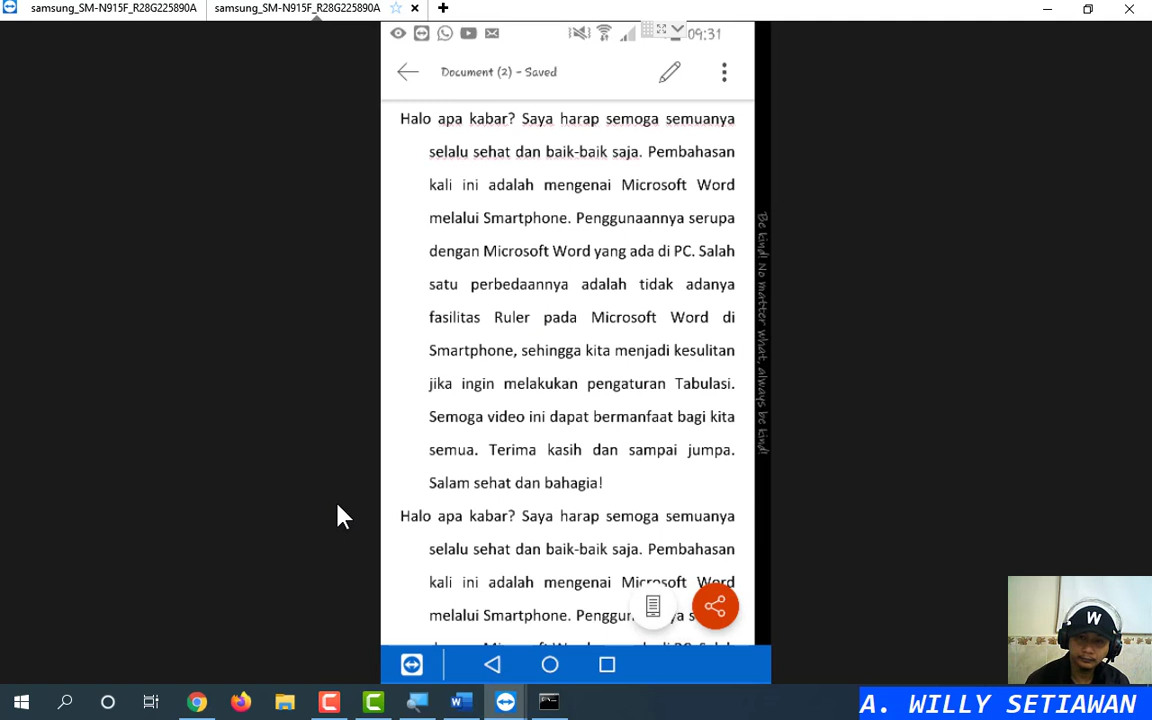 samsung_SM-N915F_R28G225890A
samsung_SM-N915F_R28G225890A
09:31
Document (2) - Saved
Halo apa kabar? Saya harap semoga semuanya
selalu sehat dan baik-baik saja. Pembahasan
kali ini adalah mengenai Microsoft Word
melalui Smartphone. Penggunaannya serupa
dengan Microsoft Word yang ada di PC. Salah
satu perbedaannya adalah tidak adanya
fasilitas Ruler pada Microsoft Word di
Smartphone, sehingga kita menjadi kesulitan
jika ingin melakukan pengaturan Tabulasi.
Semoga video ini dapat bermanfaat bagi kita
semua. Terima kasih dan sampai jumpa.
Salam sehat dan bahagia!
Halo apa kabar? Saya harap semoga semuanya
selalu sehat dan baik-baik saja. Pembahasan
kali ini adalah mengenai Microsoft Word
melalui Smartphone.
Be kind! No matter what, always be kind!
W
A. WILLY SETIAWAN